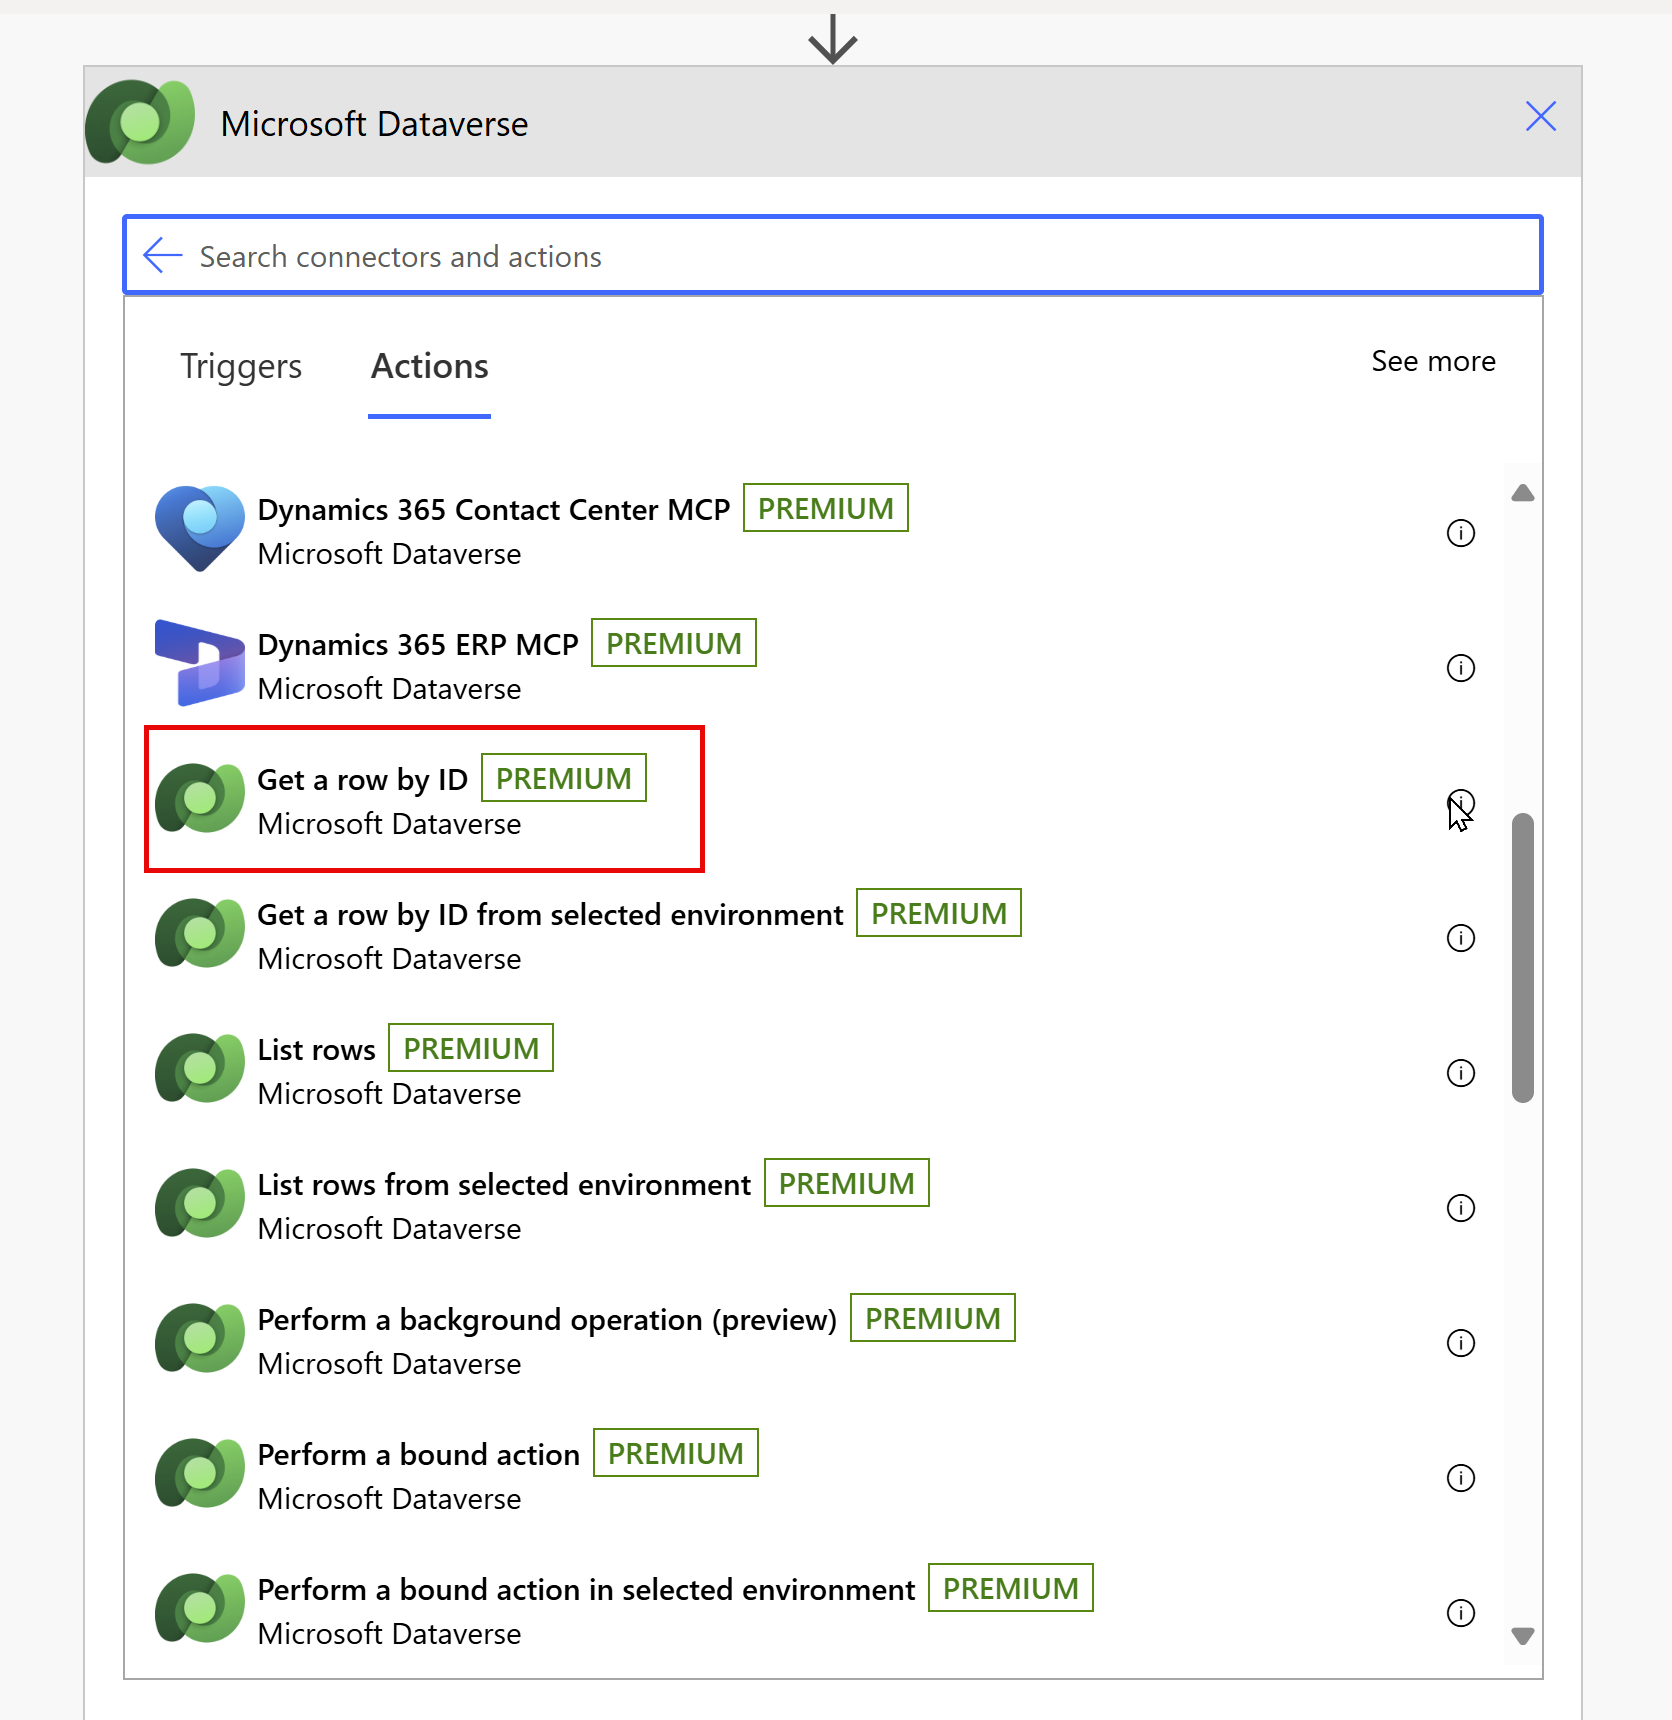 Microsoft Dataverse
Search connectors and actions
Triggers
Actions
See more
Dynamics 365 Contact Center MCP PREMIUM
Microsoft Dataverse
Dynamics 365 ERP MCP PREMIUM
Microsoft Dataverse
Get a row by ID PREMIUM
Microsoft Dataverse
Get a row by ID from selected environment PREMIUM
Microsoft Dataverse
List rows PREMIUM
Microsoft Dataverse
List rows from selected environment PREMIUM
Microsoft Dataverse
Perform a background operation (preview) PREMIUM
Microsoft Dataverse
Perform a bound action PREMIUM
Microsoft Dataverse
Perform a bound action in selected environment PREMIUM
Microsoft Dataverse